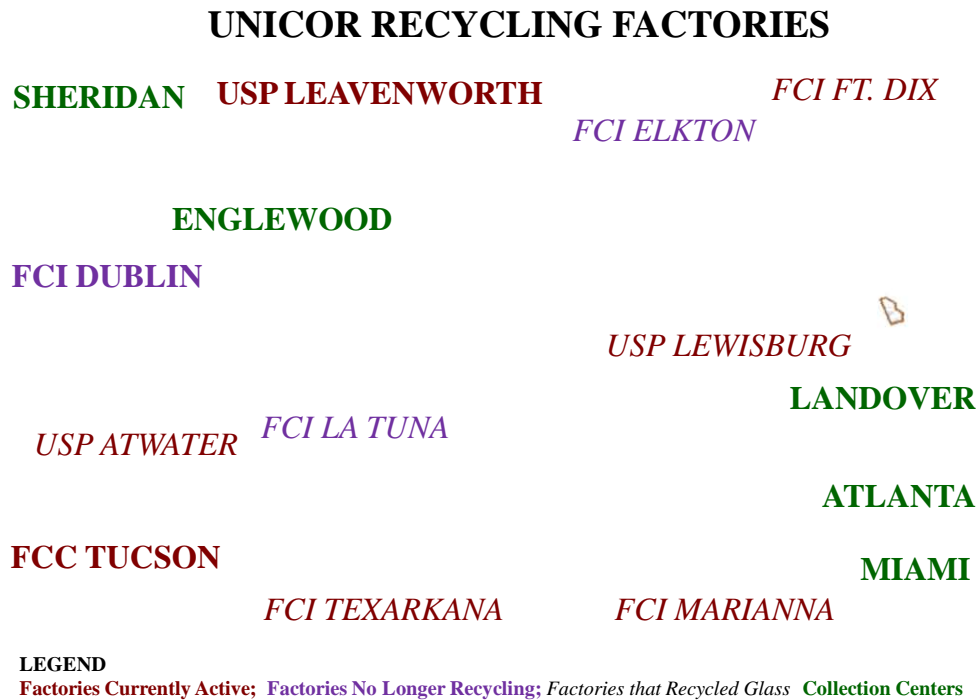 UNICOR RECYCLING FACTORIES
SHERIDAN
USP LEAVENWORTH
FCI FT. DIX
FCI ELKTON
ENGLEWOOD
FCI DUBLIN
USP LEWISBURG
LANDOVER
FCI LA TUNA
USP ATWATER
ATLANTA
FCC TUCSON
MIAMI
FCI TEXARKANA
FCI MARIANNA
LEGEND
Factories Currently Active; Factories No Longer Recycling; Factories that Recycled Glass Collection Centers